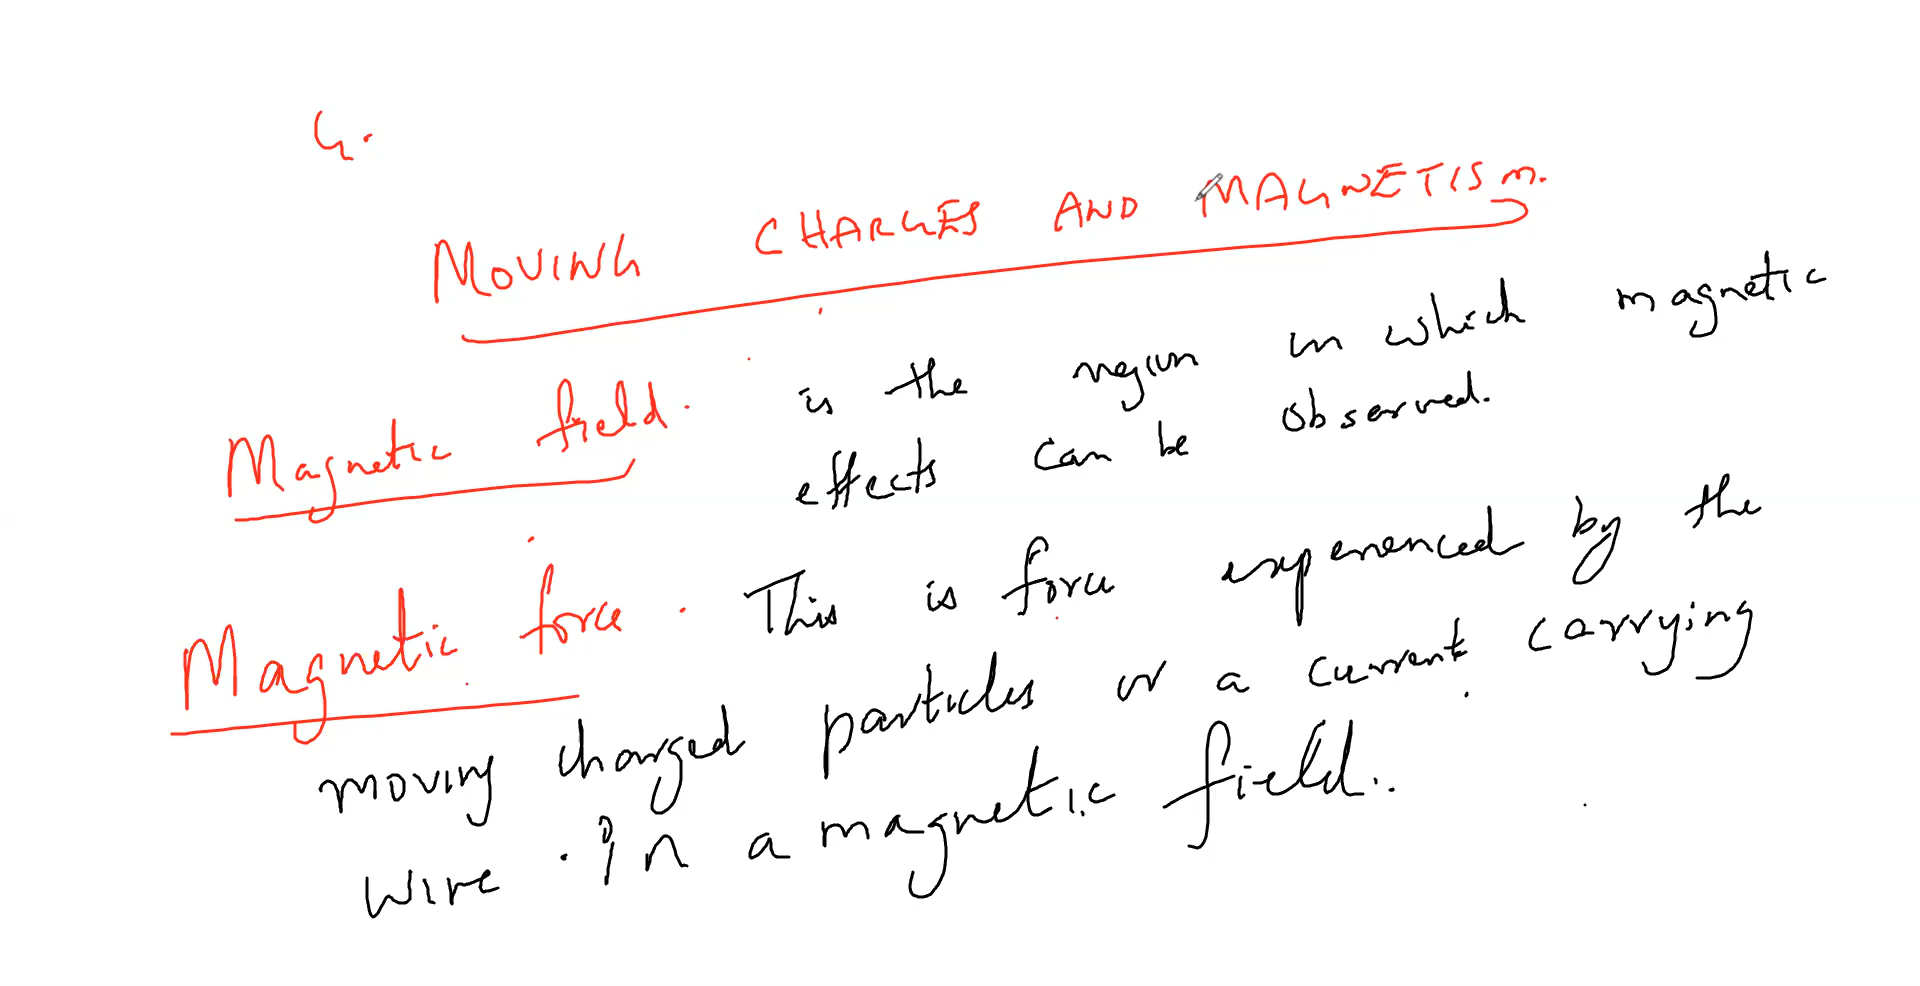 4.
MOVING CHARGES AND MAGNETISM.
Magnetic field. is the region in which magnetic
effects can be observed.
Magnetic force. This is force experienced by the
moving charged particles or a current carrying
wire in a magnetic field.